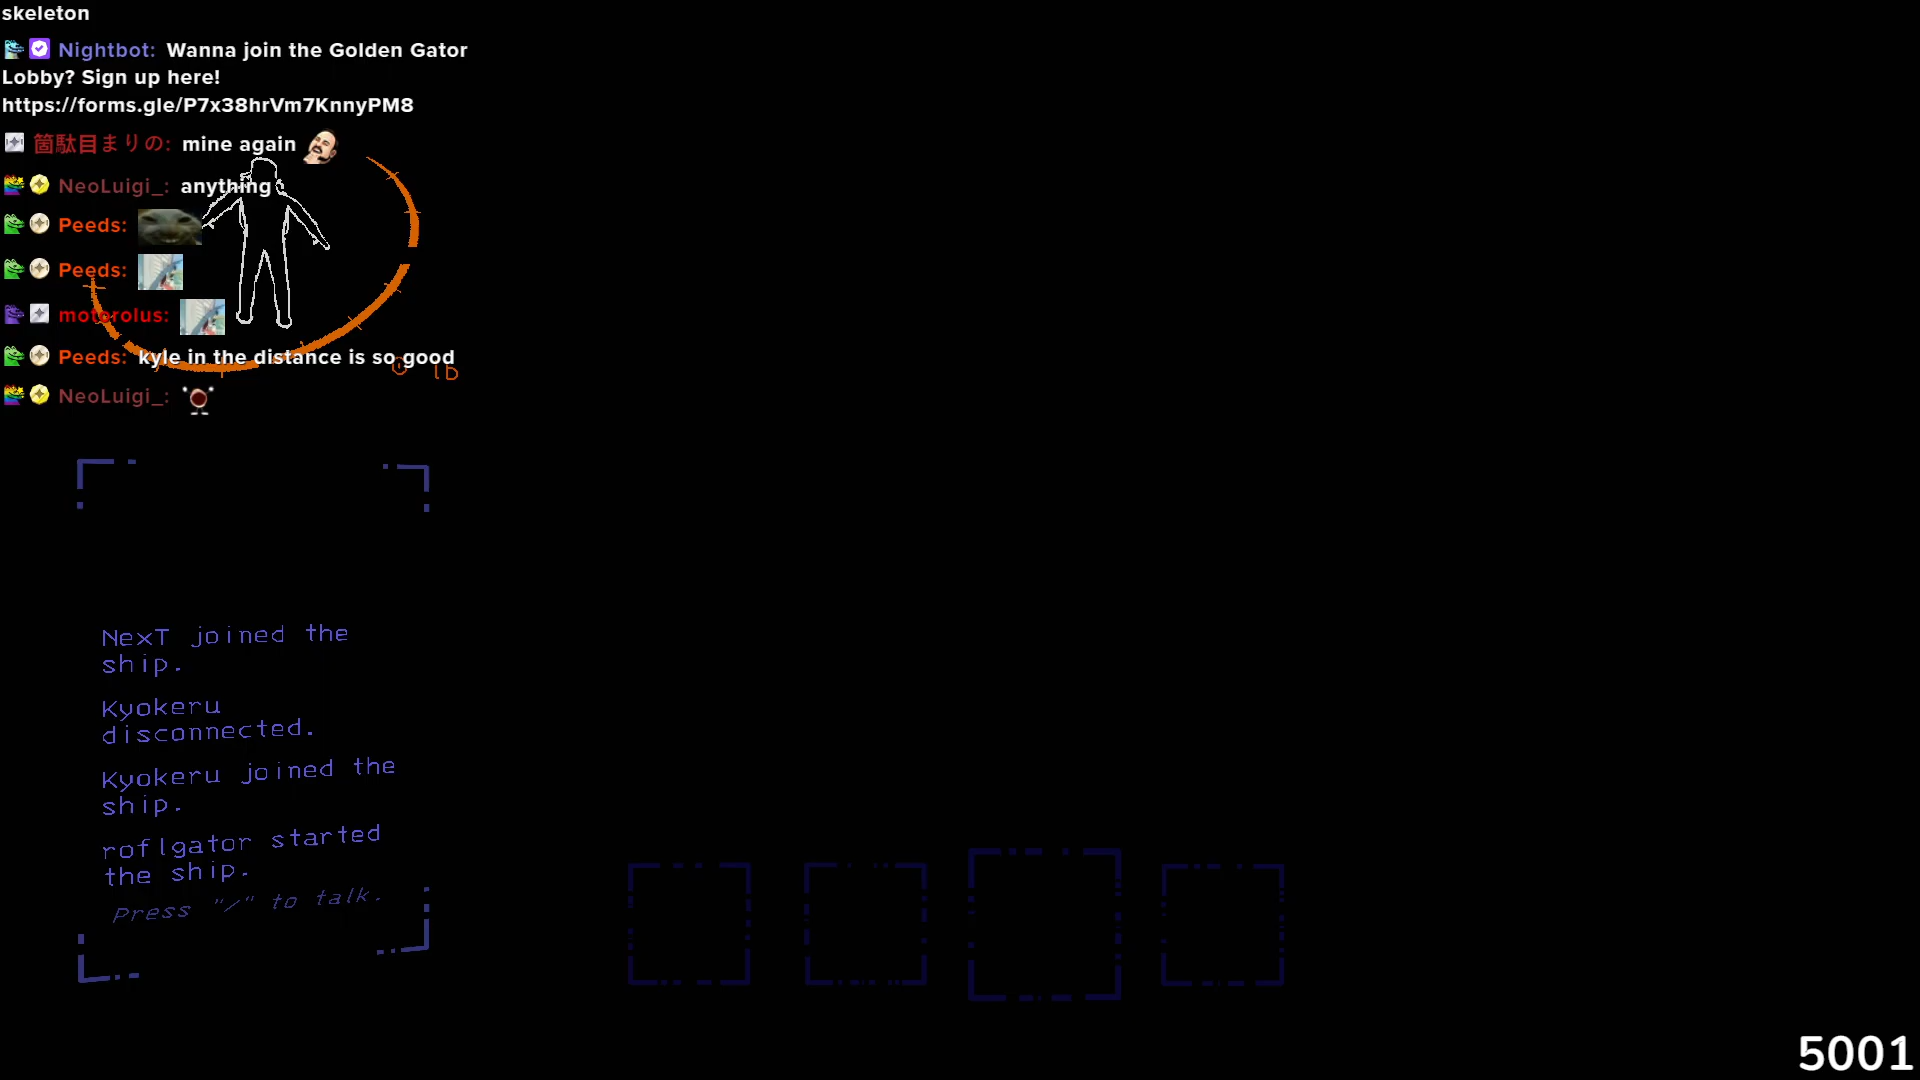 skeleton
Nightbot: Wanna join the Golden Gator
Lobby? Sign up here!
https://forms.gle/P7x38hrVm7KnnyPM8
箇駄目まりの: mine again
NeoLuigi_: anything
Peeds:
Peeds:
motorolus:
Peeds: kyle in the distance is so good
lb
NeoLuigi_:
NexT joined the
ship.
Kyokeru
disconnected.
Kyokeru joined the
ship.
roflgator started
the ship.
Press "/" to talk.
5001